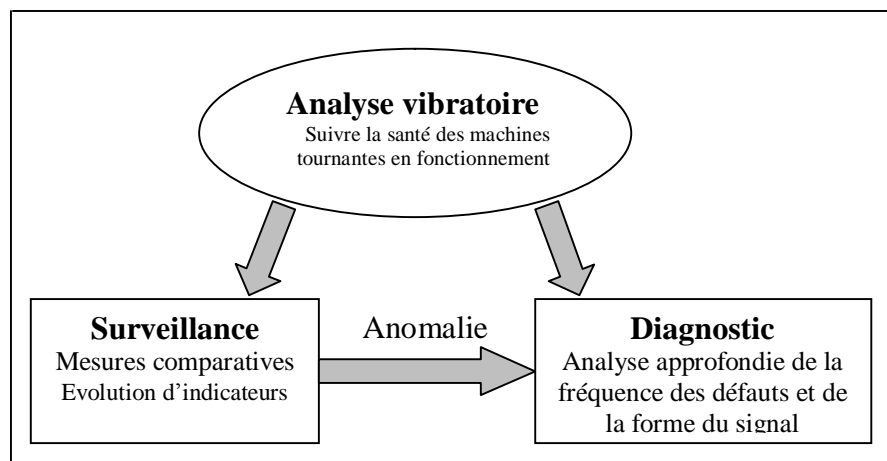 Analyse vibratoire
Suivre la santé des machines
tournantes en fonctionnement
Surveillance
Mesures comparatives
Evolution d’indicateurs
Anomalie
Diagnostic
Analyse approfondie de la
fréquence des défauts et de
la forme du signal